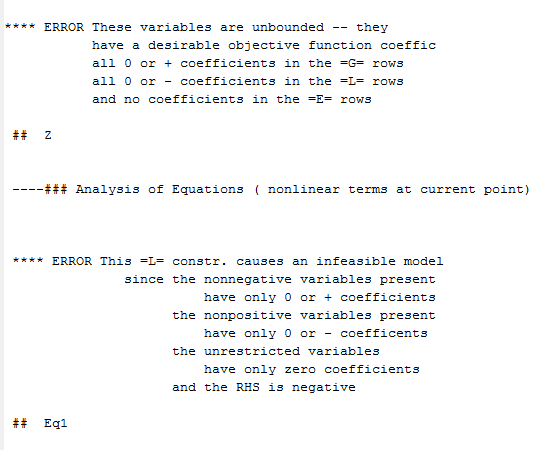 **** ERROR These variables are unbounded -- they
have a desirable objective function coeffic
all 0 or + coefficients in the =G= rows
all 0 or - coefficients in the =L= rows
and no coefficients in the =E= rows
## Z
----### Analysis of Equations ( nonlinear terms at current point)
**** ERROR This =L= constr. causes an infeasible model
since the nonnegative variables present
have only 0 or + coefficients
the nonpositive variables present
have only 0 or - coefficents
the unrestricted variables
have only zero coefficients
and the RHS is negative
## Eq1